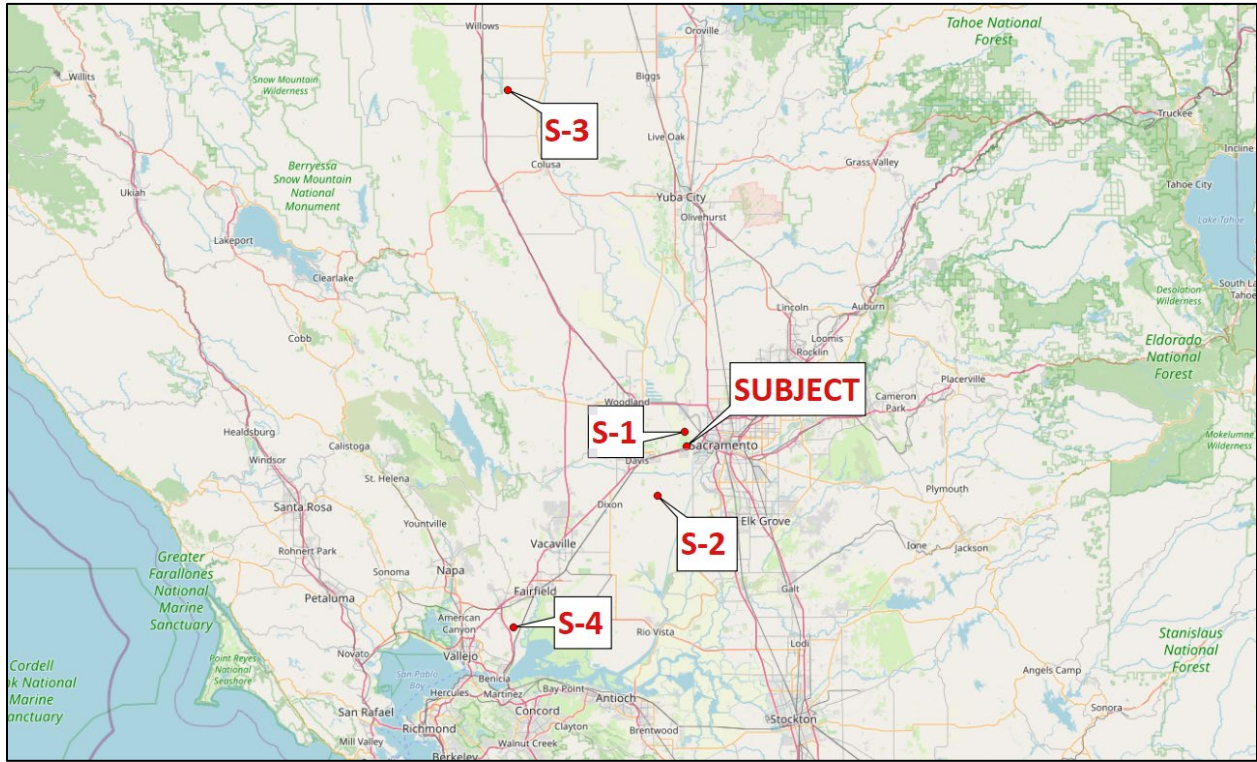 Tahoe National
Forest
Willows
Oroville
Willits
Snow Mountain
Wilderness
Biggs
S-3
Live Oak
Truckee
Colusa
Grass Valley
Incline
Berryessa
Snow Mountain
National
Monument
Ukiah
Yuba City
Tahoe City
Olivehurst
Lake Tahoe
Lakeport
Clearlake
Desolation
Wilderness
South La
Tahoe
Lincoln
Auburn
Cobb
Loomis
Rocklin
Eldorado
National
Forest
SUBJECT
Placerville
Woodland
Cameron
Park
S-1
Healdsburg
Calistoga
Windsor
Sacramento
Davis
Mokelumne
Wilderness
St. Helena
Plymouth
Santa Rosa
Dixon
Yountville
Elk Grove
S-2
Vacaville
Ione
Jackson
Greater
Farallones
National
Marine
Sanctuary
Rohnert Park
Sonoma
Napa
Petaluma
Fairfield
Galt
American
Canyon
S-4
Rio Vista
Stanislaus
National
Forest
Novato
Vallejo
Lodi
Point Reyes
National
Seashore
Cordell
nk National
Marine
anctuary
San Pablo
Bay
Benicia
Angels Camp
Hercules
Martinez
Bay Point
Antioch
San Rafael
Concord
Sonora
Richmond
Clayton
Brentwood
Stockton
Mill Valley
Walnut Creek
Berkeley